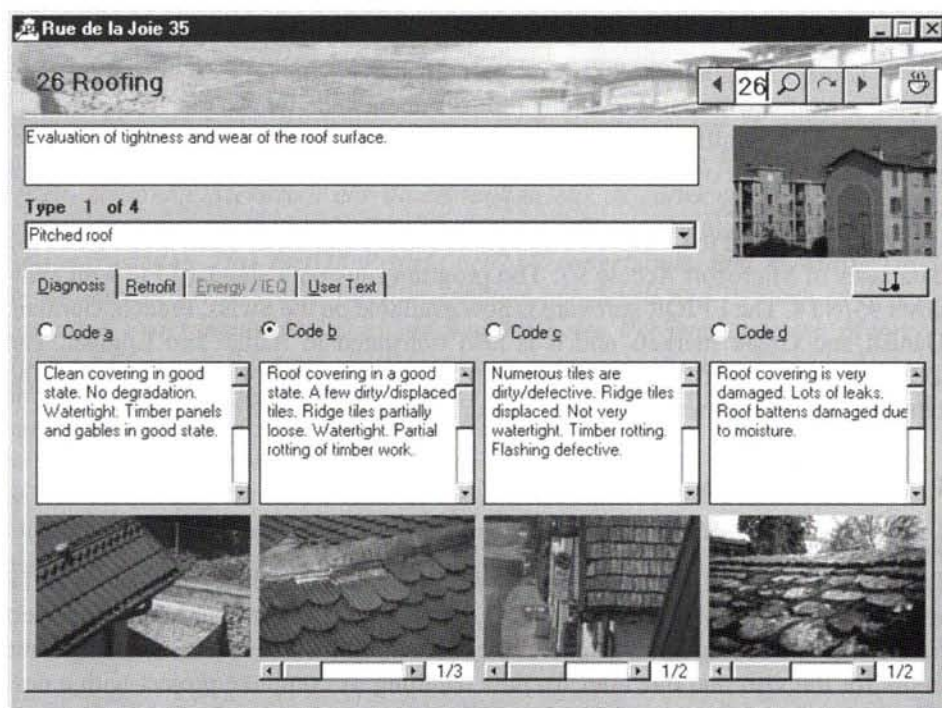 Rue de la Joie 35
26 Roofing
26
Evaluation of tightness and wear of the roof surface.
Type 1 of 4
Pitched roof
Diagnosis
Retrofit
Energy / IEQ
User Text
Code a
Clean covering in good
state. No degradation.
Watertight. Timber panels
and gables in good state.
Code b
Roof covering in a good
state. A few dirty/displaced
tiles. Ridge tiles partially
loose. Watertight. Partial
rotting of timber work.
Code c
Numerous tiles are
dirty/defective. Ridge tiles
displaced. Not very
watertight. Timber rotting.
Flashing defective.
Code d
Roof covering is very
damaged. Lots of leaks.
Roof battens damaged due
to moisture.
1/3
1/2
1/2